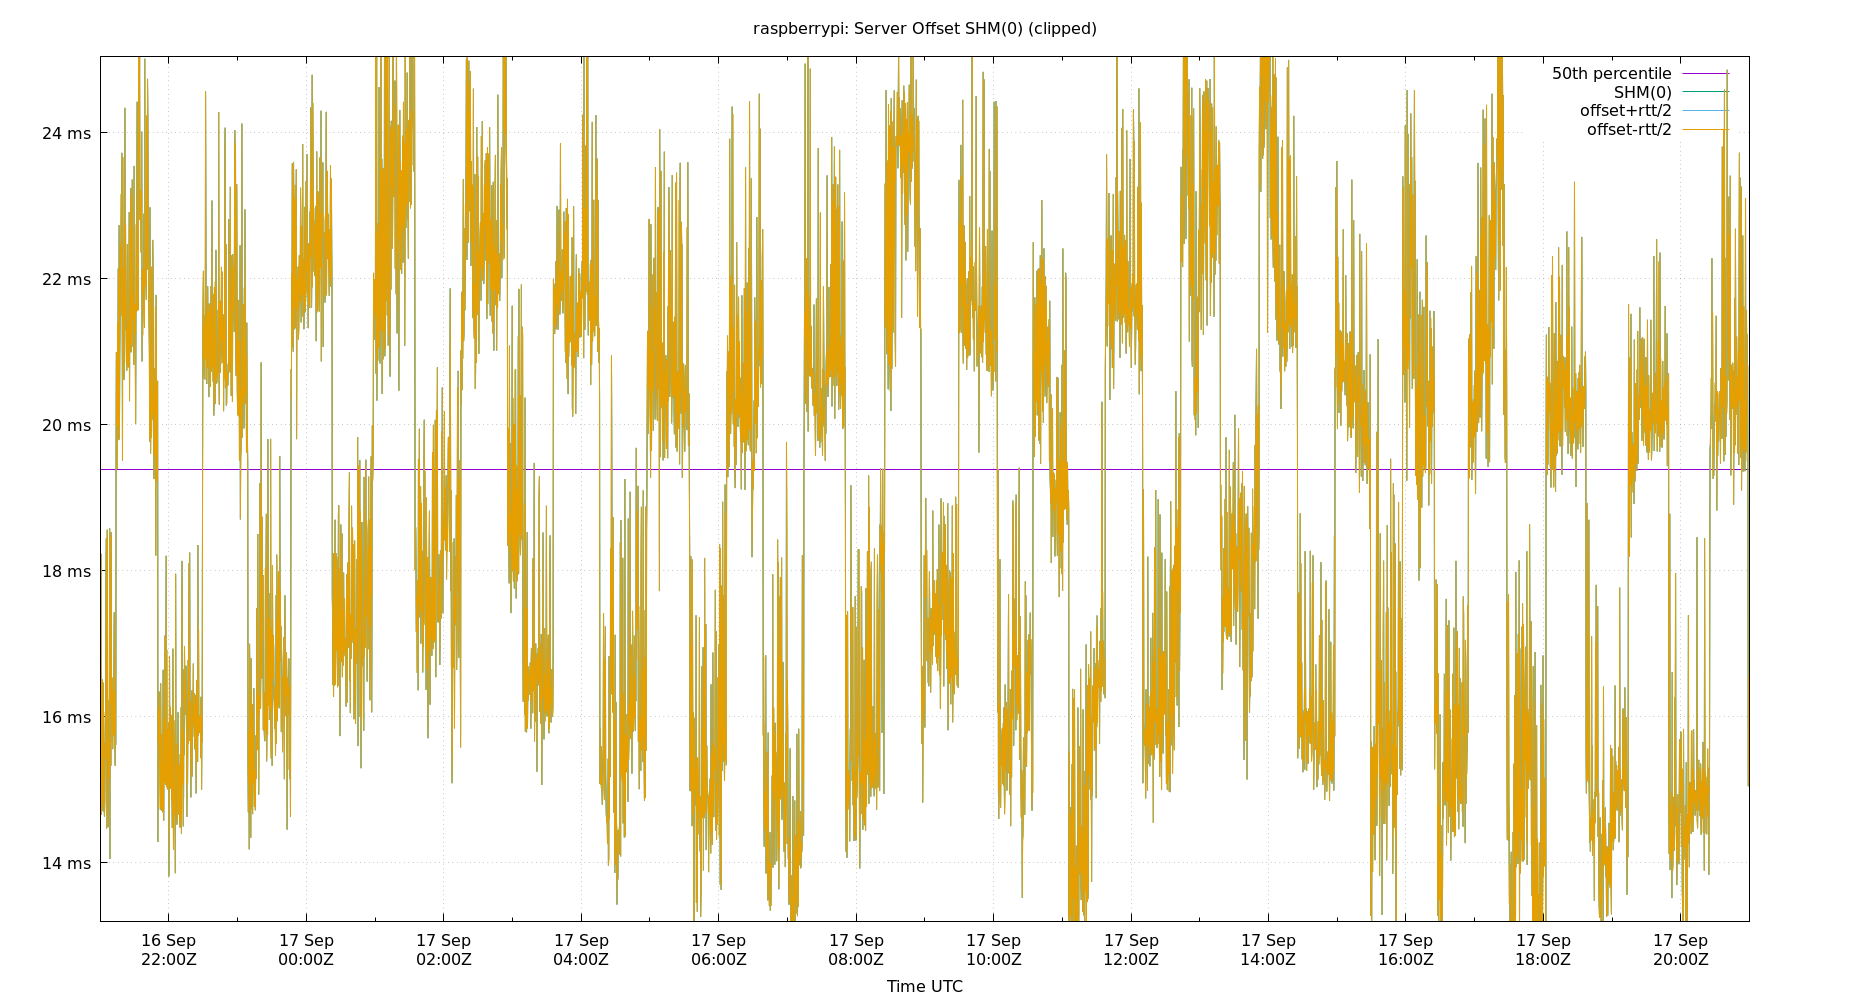 raspberrypi: Server Offset SHM(0) (clipped)
50th percentile
SHM(0)
offset+rtt/2
offset-rtt/2
24 ms
22 ms
20 ms
18 ms
16 ms
14 ms
16 Sep 17 Sep 17 Sep 17 Sep 17 Sep 17 Sep 17 Sep 17 Sep 17 Sep 17 Sep 17 Sep 17 Sep
22:00Z 00:00Z 02:00Z 04:00Z 06:00Z 08:00Z 10:00Z 12:00Z 14:00Z 16:00Z 18:00Z 20:00Z
Time UTC